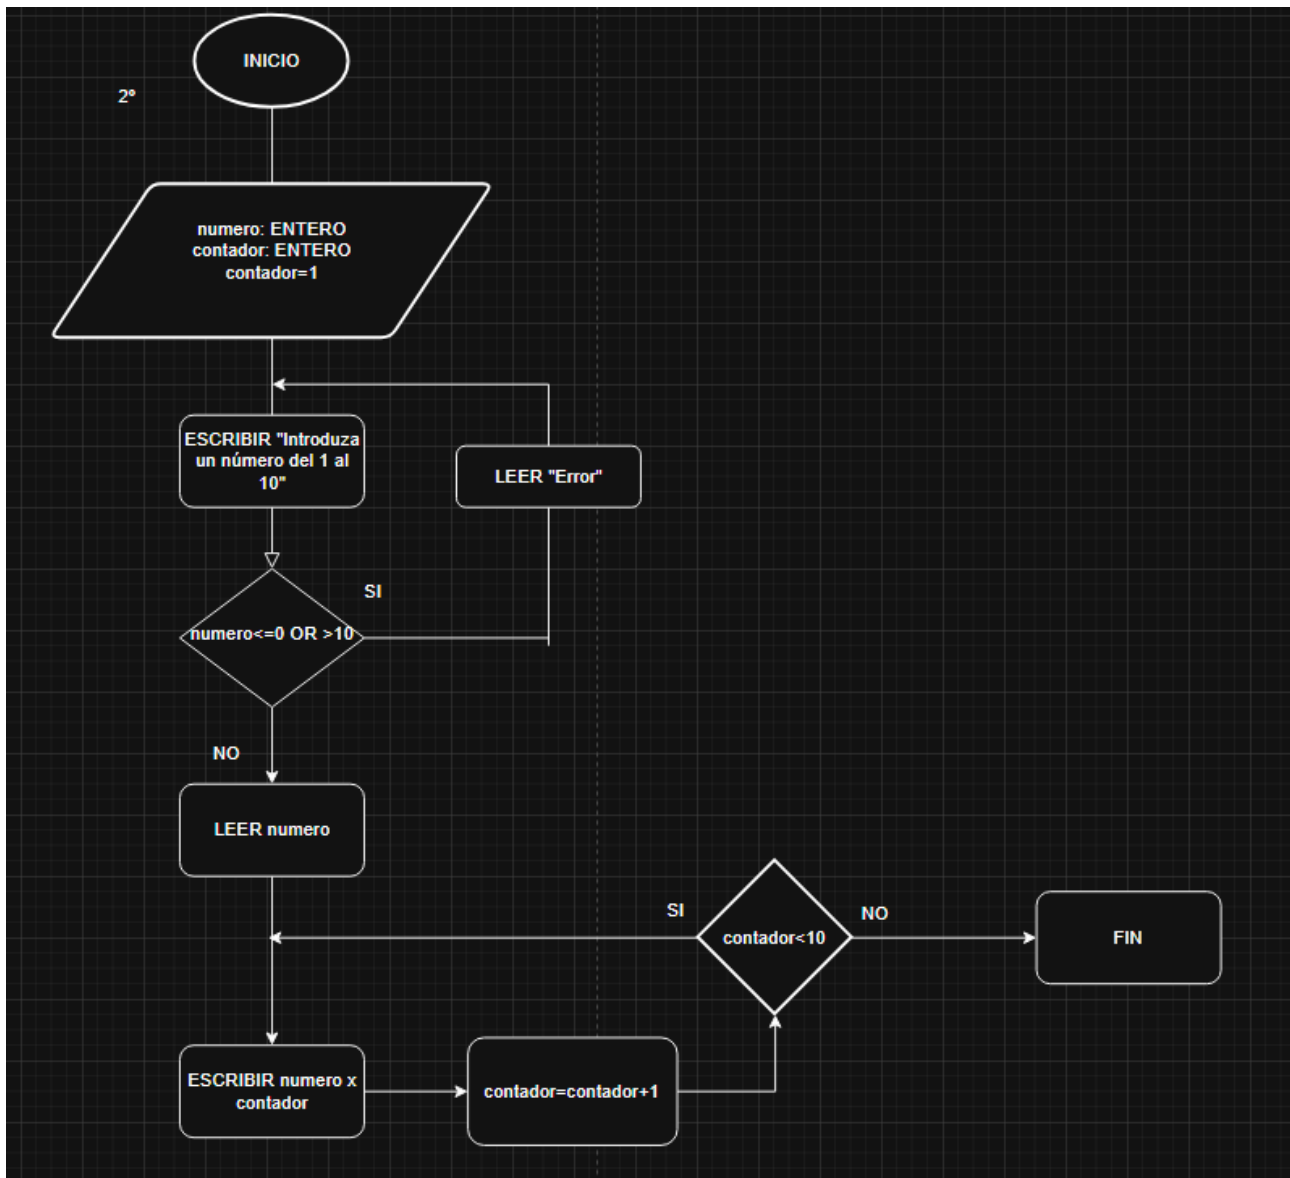 INICIO
2º
numero: ENTERO
contador: ENTERO
contador=1
ESCRIBIR "Introduza
un número del 1 al
10"
LEER "Error"
SI
numero<=0 OR >10
NO
LEER numero
SI
contador<10
NO
FIN
ESCRIBIR numero x
contador
contador=contador+1